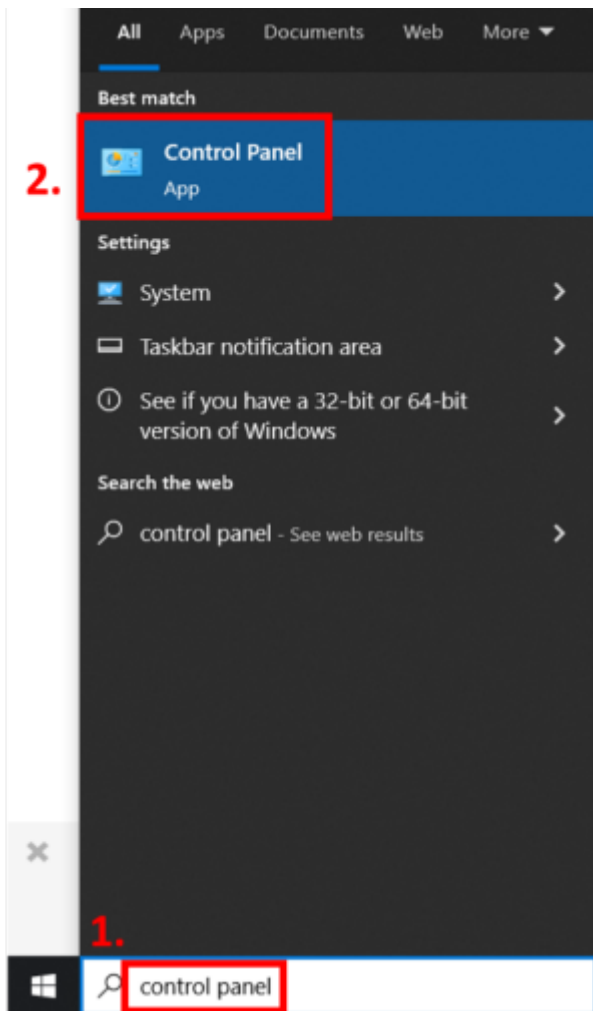 All Apps Documents Web More
Best match
2.
Control Panel
App
Settings
System
Taskbar notification area
See if you have a 32-bit or 64-bit
version of Windows
Search the web
control panel - See web results
1.
control panel